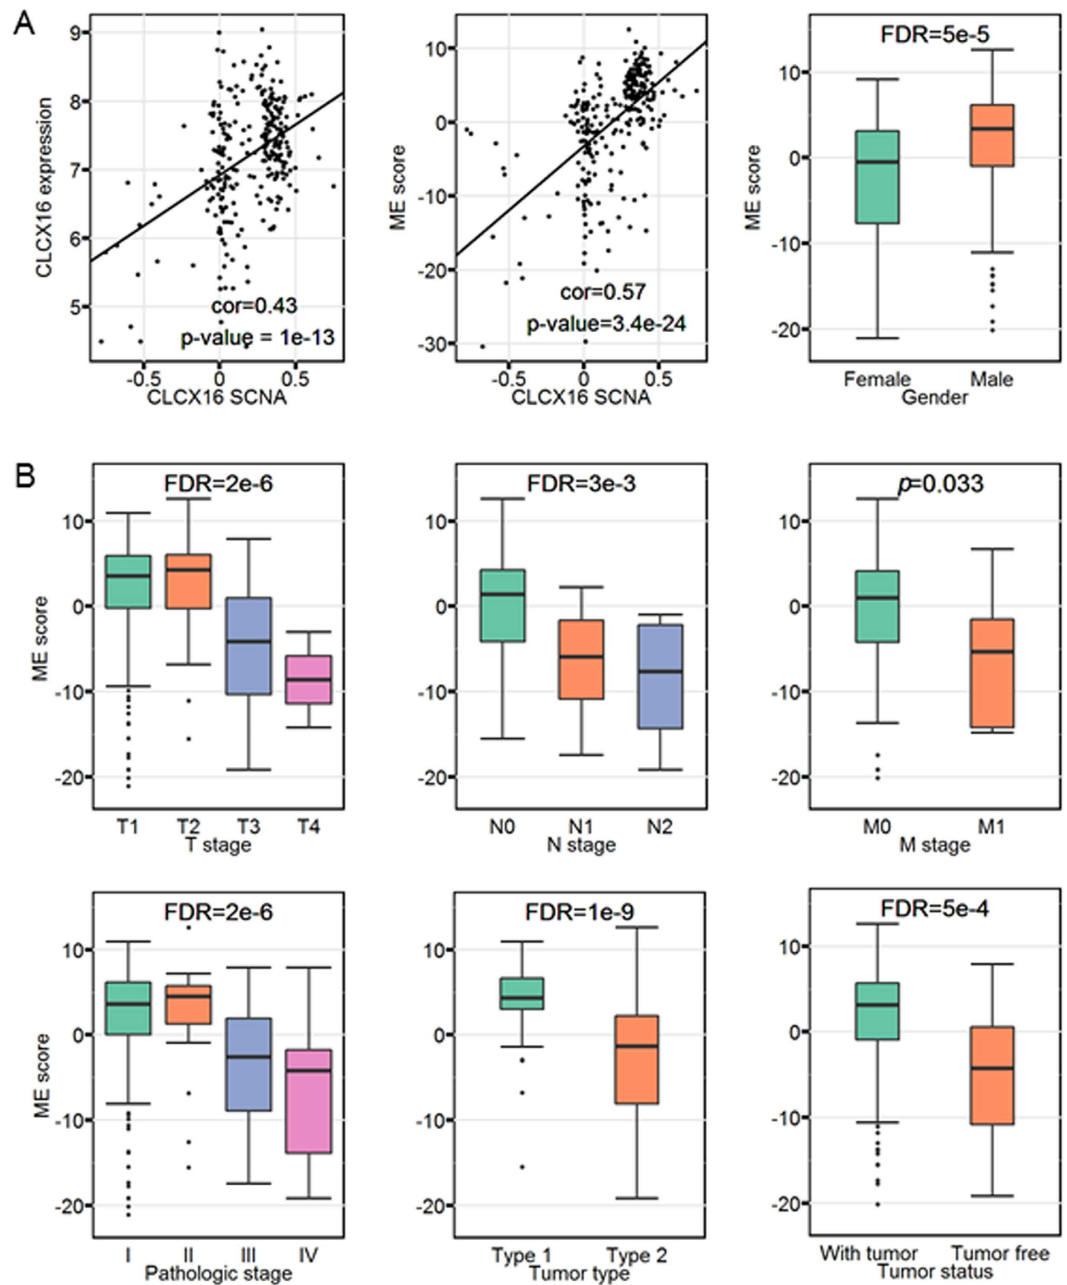 A
9
8
7
6
5
CLCX16 expression
cor=0.43
p-value = 1e-13
-0.5 0 0.5
CLCX16 SCNA
10
0
-10
-20
-30
ME score
cor=0.57
p-value=3.4e-24
-0.5 0 0.5
CLCX16 SCNA
FDR=5e-5
10
0
-10
-20
ME score
Female Male
Gender
B
FDR=2e-6
10
0
-10
-20
ME score
T1 T2 T3 T4
T stage
FDR=3e-3
10
0
-10
-20
N0 N1 N2
N stage
p=0.033
10
0
-10
-20
M0 M1
M stage
FDR=2e-6
10
0
-10
-20
ME score
I II III IV
Pathologic stage
FDR=1e-9
10
0
-10
-20
Type 1 Type 2
Tumor type
FDR=5e-4
10
0
-10
-20
With tumor Tumor free
Tumor status